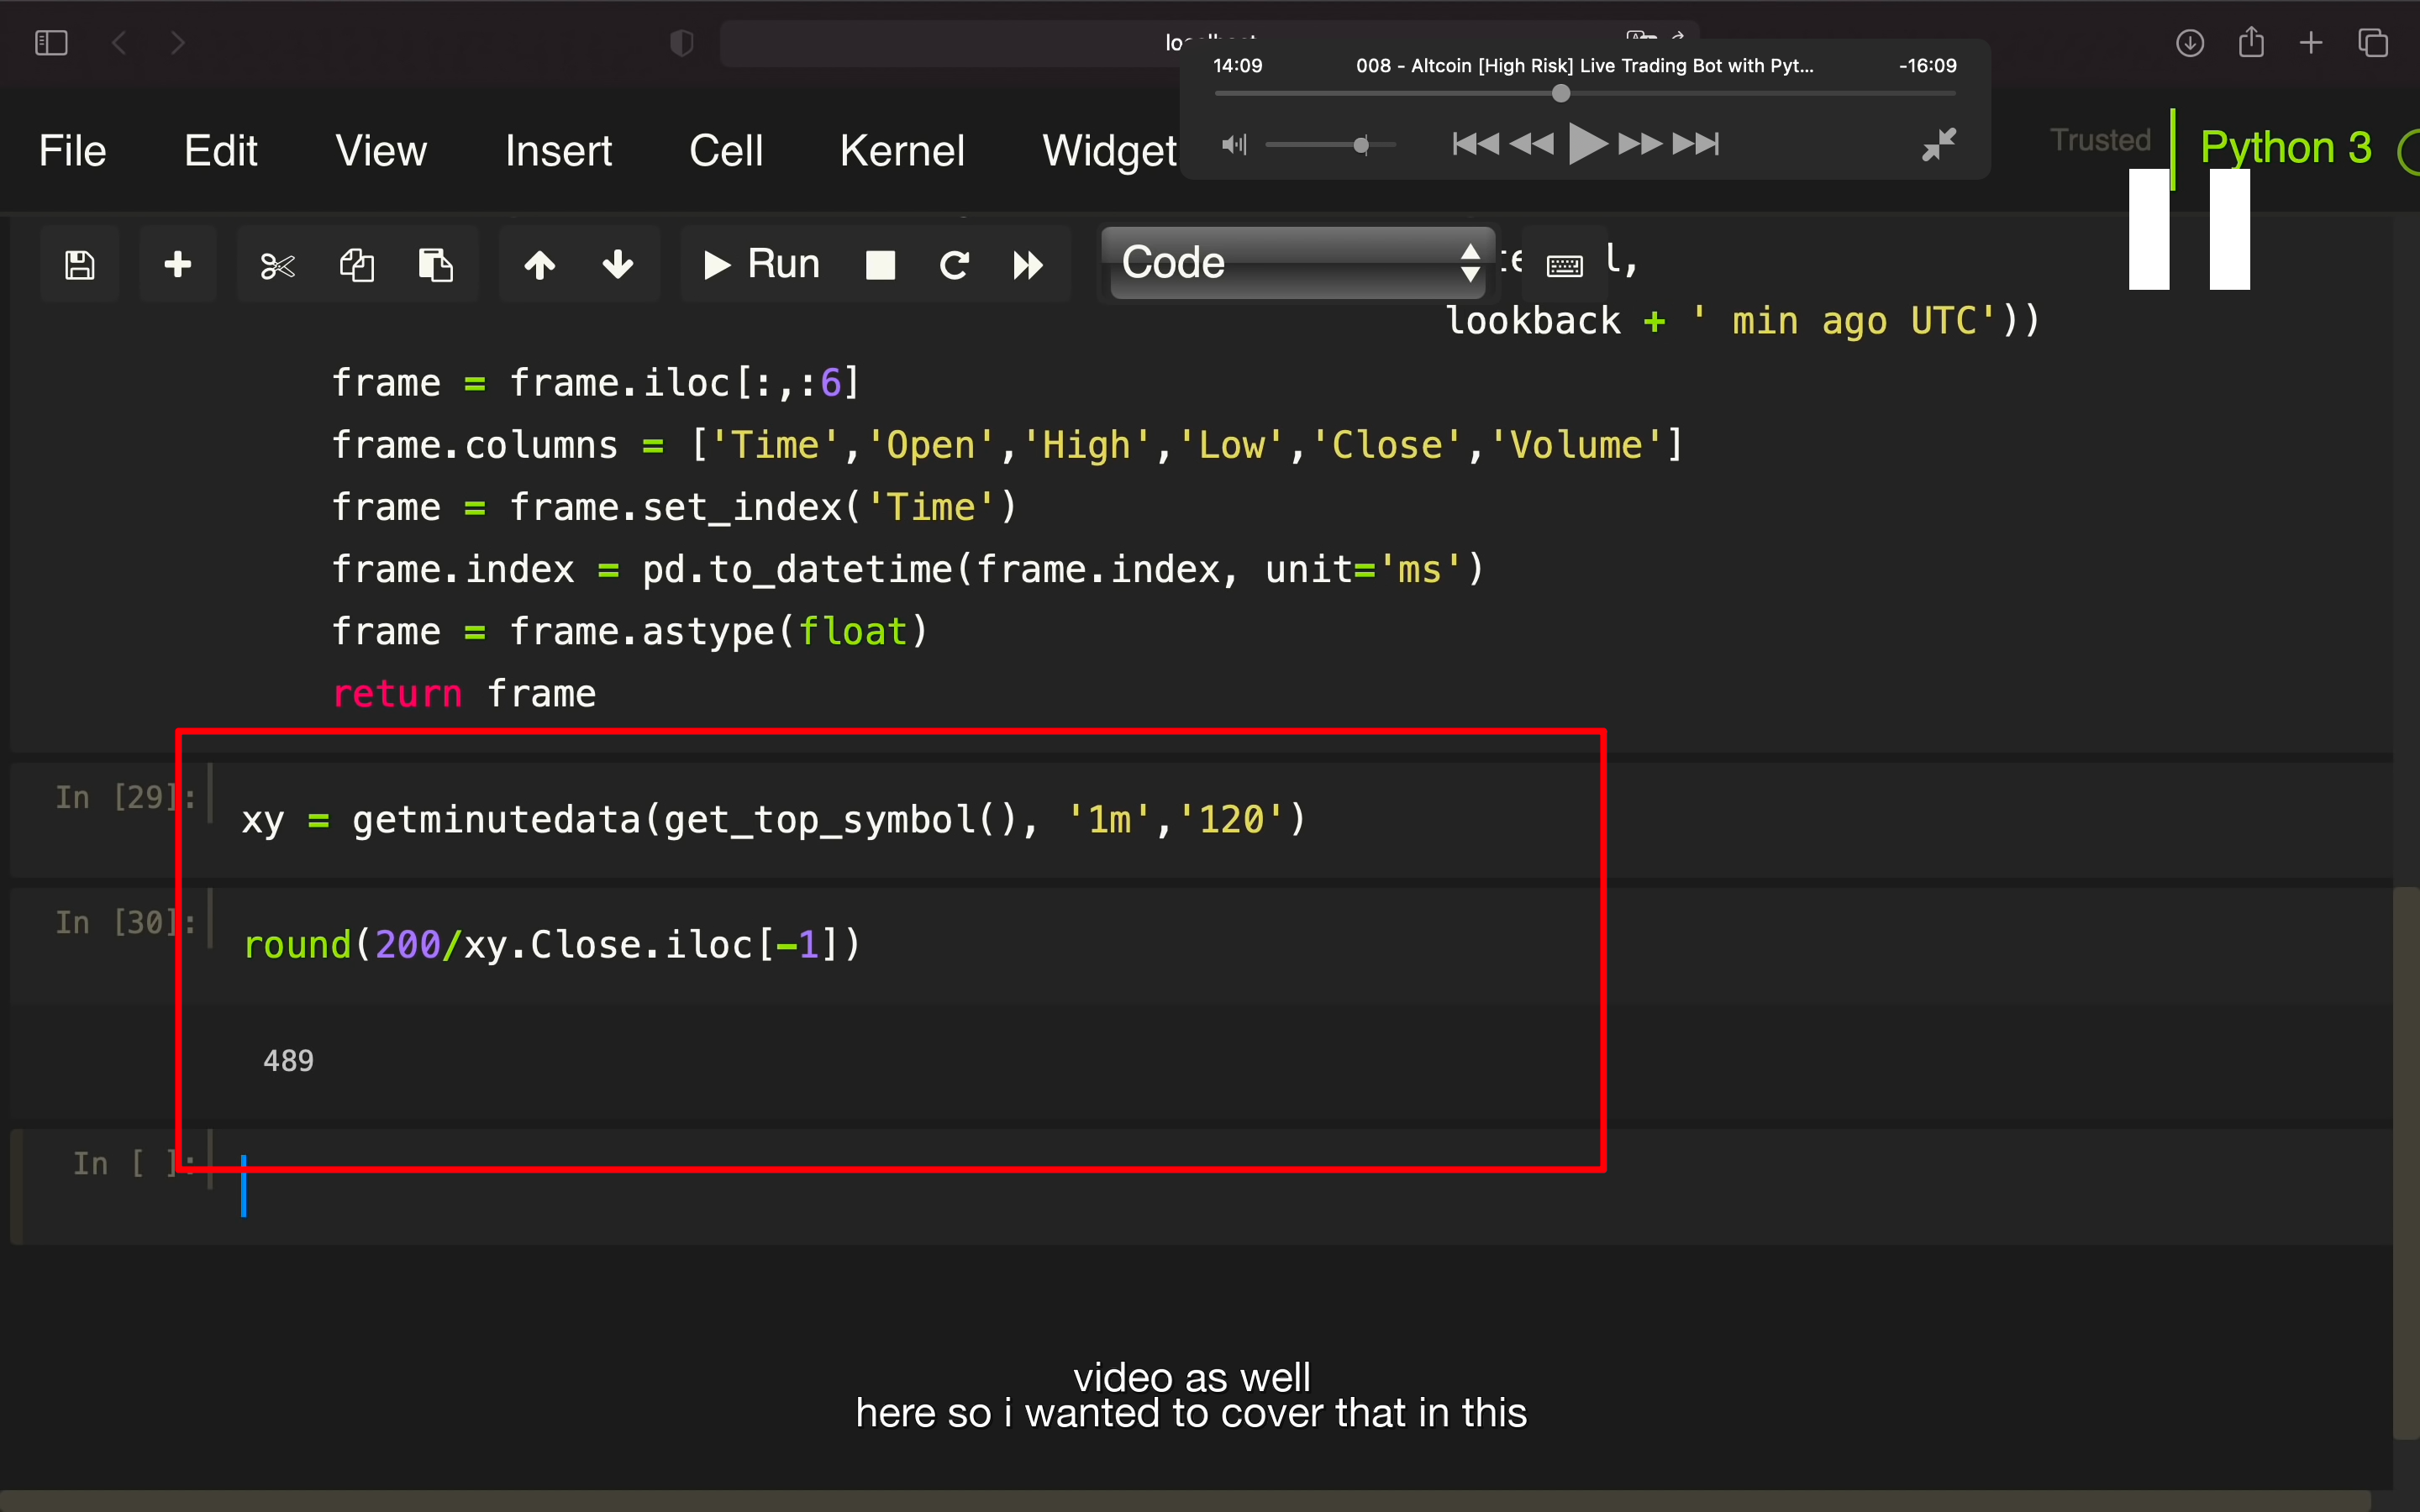 14:09 008 - Altcoin [High Risk] Live Trading Bot with Pyt... -16:09
File Edit View Insert Cell Kernel Widget Trusted Python 3
Run Code l,
lookback + ' min ago UTC'))
frame = frame.iloc[:,:6]
frame.columns = ['Time','Open','High','Low','Close','Volume']
frame = frame.set_index('Time')
frame.index = pd.to_datetime(frame.index, unit='ms')
frame = frame.astype(float)
return frame
In [29]: xy = getminutedata(get_top_symbol(), '1m','120')
In [30]: round(200/xy.Close.iloc[-1])
489
In [ ]:
video as well
here so i wanted to cover that in this